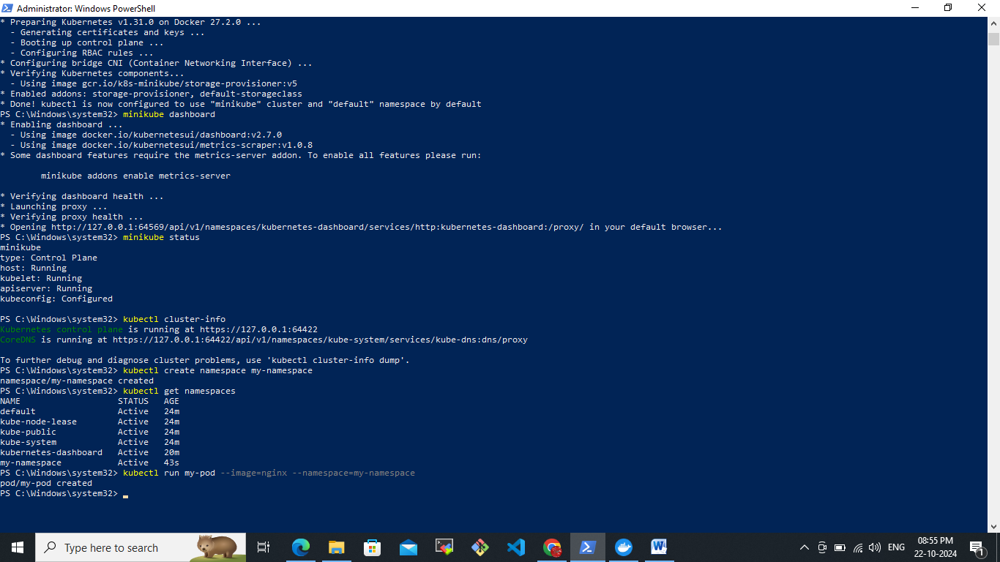 Administrator: Windows PowerShell
* Preparing Kubernetes v1.31.0 on Docker 27.2.0 ...
  - Generating certificates and keys ...
  - Booting up control plane ...
  - Configuring RBAC rules ...
* Configuring bridge CNI (Container Networking Interface) ...
* Verifying Kubernetes components...
  - Using image gcr.io/k8s-minikube/storage-provisioner:v5
* Enabled addons: storage-provisioner, default-storageclass
* Done! kubectl is now configured to use "minikube" cluster and "default" namespace by default
PS C:\Windows\system32> minikube dashboard
* Enabling dashboard ...
  - Using image docker.io/kubernetesui/dashboard:v2.7.0
  - Using image docker.io/kubernetesui/metrics-scraper:v1.0.8
* Some dashboard features require the metrics-server addon. To enable all features please run:
        minikube addons enable metrics-server
* Verifying dashboard health ...
* Launching proxy ...
* Verifying proxy health ...
* Opening http://127.0.0.1:64569/api/v1/namespaces/kubernetes-dashboard/services/http:kubernetes-dashboard:/proxy/ in your default browser...
PS C:\Windows\system32> minikube status
minikube
type: Control Plane
host: Running
kubelet: Running
apiserver: Running
kubeconfig: Configured
PS C:\Windows\system32> kubectl cluster-info
Kubernetes control plane is running at https://127.0.0.1:64422
CoreDNS is running at https://127.0.0.1:64422/api/v1/namespaces/kube-system/services/kube-dns:dns/proxy
To further debug and diagnose cluster problems, use 'kubectl cluster-info dump'.
PS C:\Windows\system32> kubectl create namespace my-namespace
namespace/my-namespace created
PS C:\Windows\system32> kubectl get namespaces
NAME                   STATUS   AGE
default                Active   24m
kube-node-lease        Active   24m
kube-public            Active   24m
kube-system            Active   24m
kubernetes-dashboard   Active   20m
my-namespace           Active   43s
PS C:\Windows\system32> kubectl run my-pod --image=nginx --namespace=my-namespace
pod/my-pod created
PS C:\Windows\system32>
Type here to search
ENG
08:55 PM
22-10-2024
1